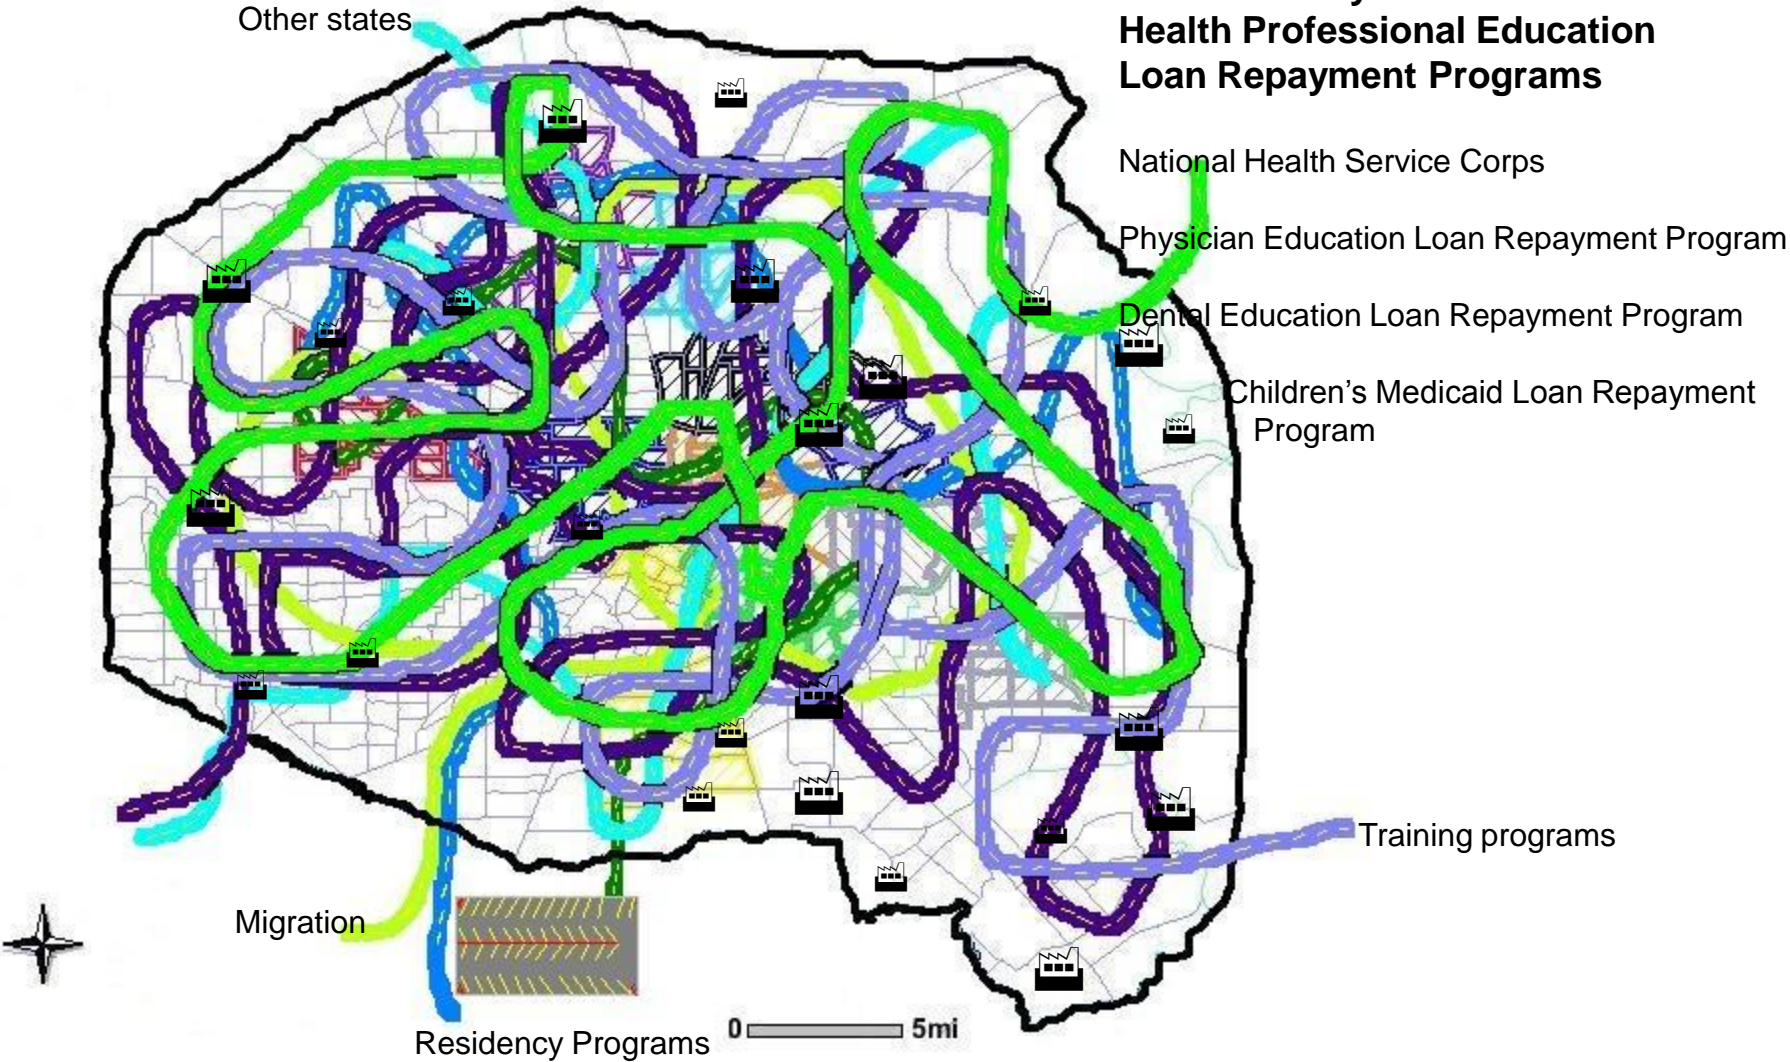 Other states
Health Professional Education
Loan Repayment Programs
National Health Service Corps
Physician Education Loan Repayment Program
Dental Education Loan Repayment Program
Children’s Medicaid Loan Repayment
Program
Training programs
Migration
Residency Programs
0 5mi